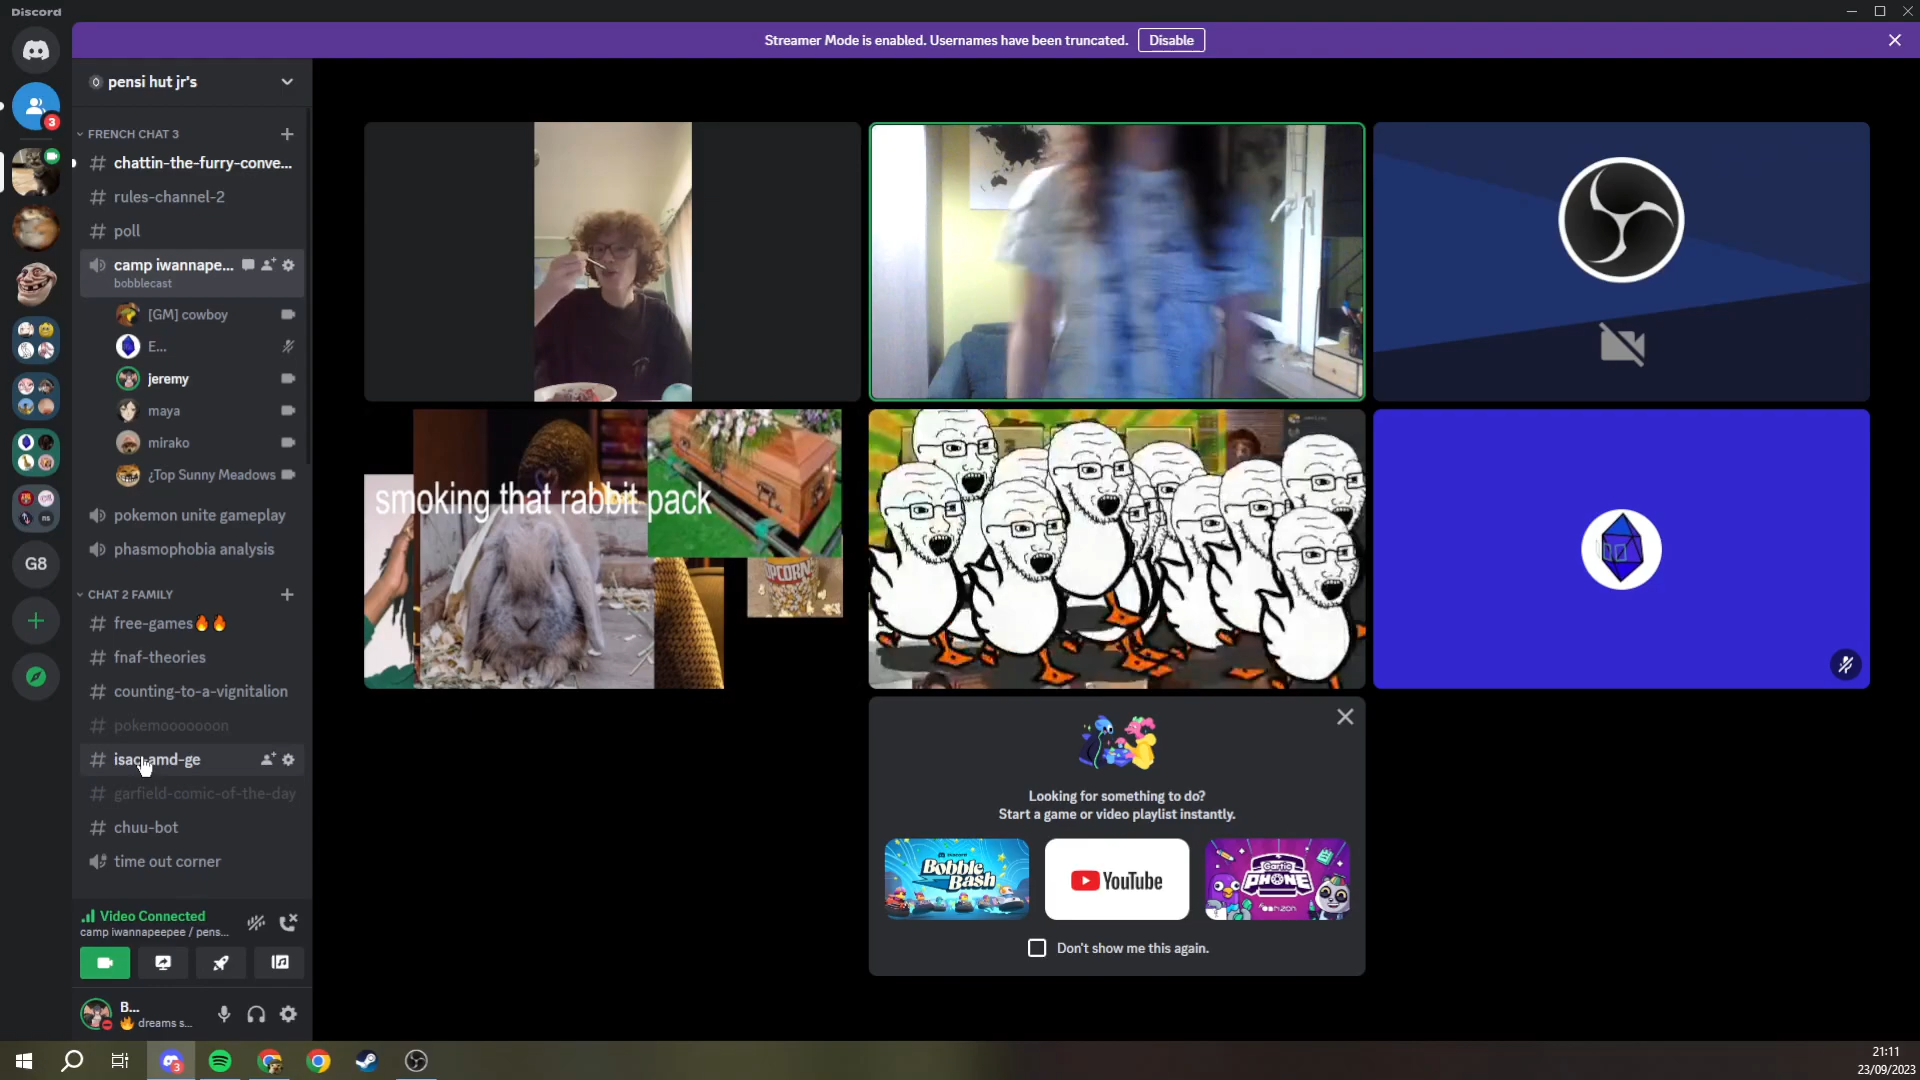 Discord
Streamer Mode is enabled. Usernames have been truncated.
Disable
pensi hut jr's
3
FRENCH CHAT 3
chattin-the-furry-conve...
rules-channel-2
poll
camp iwannape...
bobblecast
[GM] cowboy
E...
jeremy
maya
mirako
¿Top Sunny Meadows
pokemon unite gameplay
phasmophobia analysis
G8
CHAT 2 FAMILY
free-games🔥🔥
fnaf-theories
counting-to-a-vignitalion
pokemooooooon
isac-amd-ge
garfield-comic-of-the-day
chuu-bot
time out corner
Video Connected
camp iwannapeepee / pens...
B...
🔥 dreams s...
smoking that rabbit pack
OPCORN
Looking for something to do?
Start a game or video playlist instantly.
Discord
Bobble
Bash
YouTube
Gartic
PHONE
Don't show me this again.
3
21:11
23/09/2023